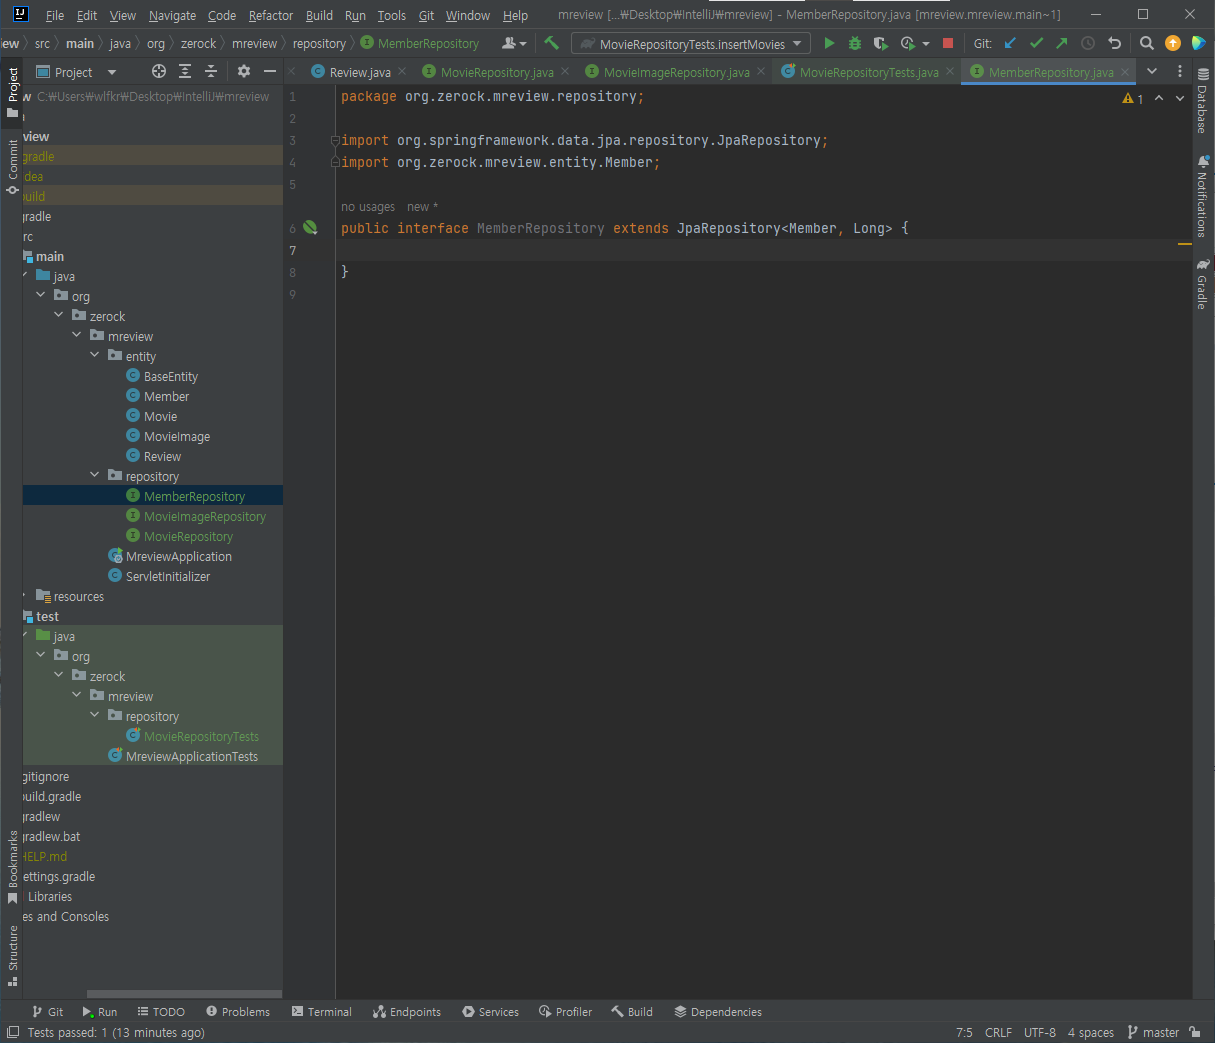 File Edit View Navigate Code Refactor Build Run Tools Git Window Help mreview [...₩Desktop₩IntelliJ₩mreview] - MemberRepository.java [mreview.mreview.main~1]
iew src main java org zerock mreview repository MemberRepository MovieRepositoryTests.insertMovies Git:
Project Review.java MovieRepository.java MovieImageRepository.java MovieRepositoryTests.java MemberRepository.java
w C:₩Users₩wlfkr₩Desktop₩IntelliJ₩mreview
view
gradle
dea
uild
gradle
rc
main
java
org
zerock
mreview
entity
BaseEntity
Member
Movie
MovieImage
Review
repository
MemberRepository
MovieImageRepository
MovieRepository
MreviewApplication
ServletInitializer
resources
test
java
org
zerock
mreview
repository
MovieRepositoryTests
MreviewApplicationTests
gitignore
build.gradle
gradlew
gradlew.bat
HELP.md
ettings.gradle
Libraries
es and Consoles
1 package org.zerock.mreview.repository;
1
2
3 import org.springframework.data.jpa.repository.JpaRepository;
4 import org.zerock.mreview.entity.Member;
5
no usages new *
6 public interface MemberRepository extends JpaRepository<Member, Long> {
7
8 }
9
Project
Commit
Bookmarks
Structure
Database
Notifications
Gradle
Git Run TODO Problems Terminal Endpoints Services Profiler Build Dependencies
Tests passed: 1 (13 minutes ago) 7:5 CRLF UTF-8 4 spaces master